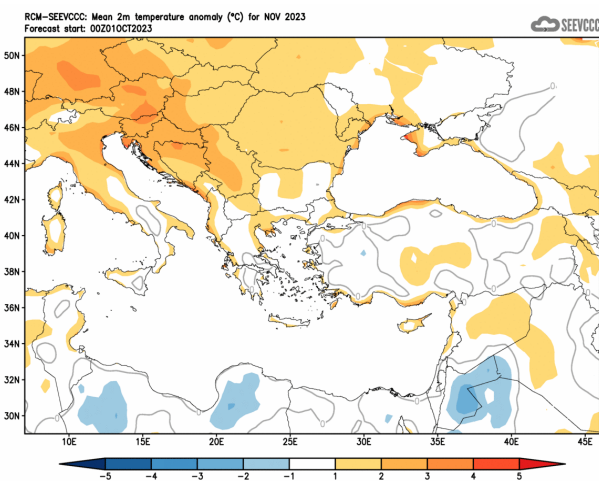 RCM-SEEVCCC: Mean 2m temperature anomaly (°C) for NOV 2023
Forecast start: 00Z01OCT2023
SEEVCCC
50N
48N
46N
44N
42N
40N
38N
36N
34N
32N
30N
10E 15E 20E 25E 30E 35E 40E 45E
-5 -4 -3 -2 -1 1 2 3 4 5